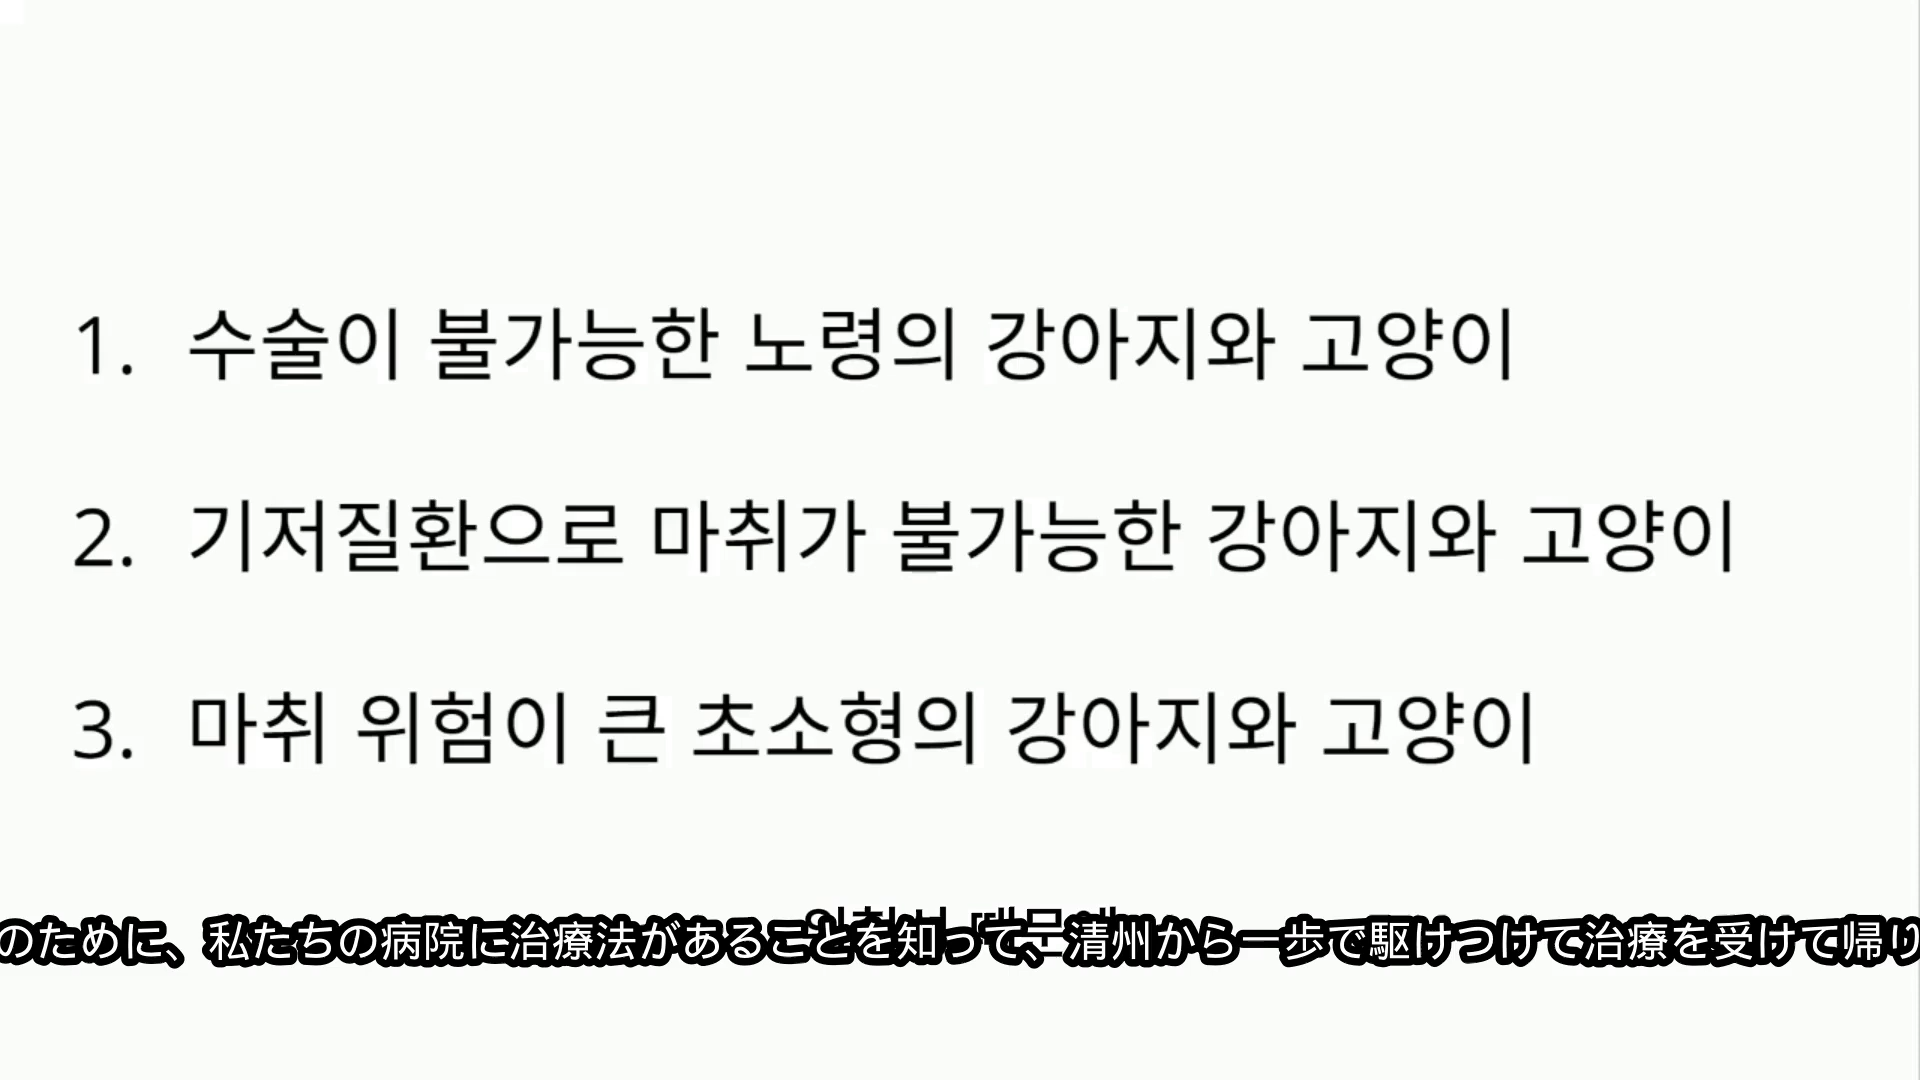 1. 수술이 불가능한 노령의 강아지와 고양이
2. 기저질환으로 마취가 불가능한 강아지와 고양이
3. 마취 위험이 큰 초소형의 강아지와 고양이
のために、私たちの病院に治療法があることを知って、清州から一歩で駆けつけて治療を受けて帰り